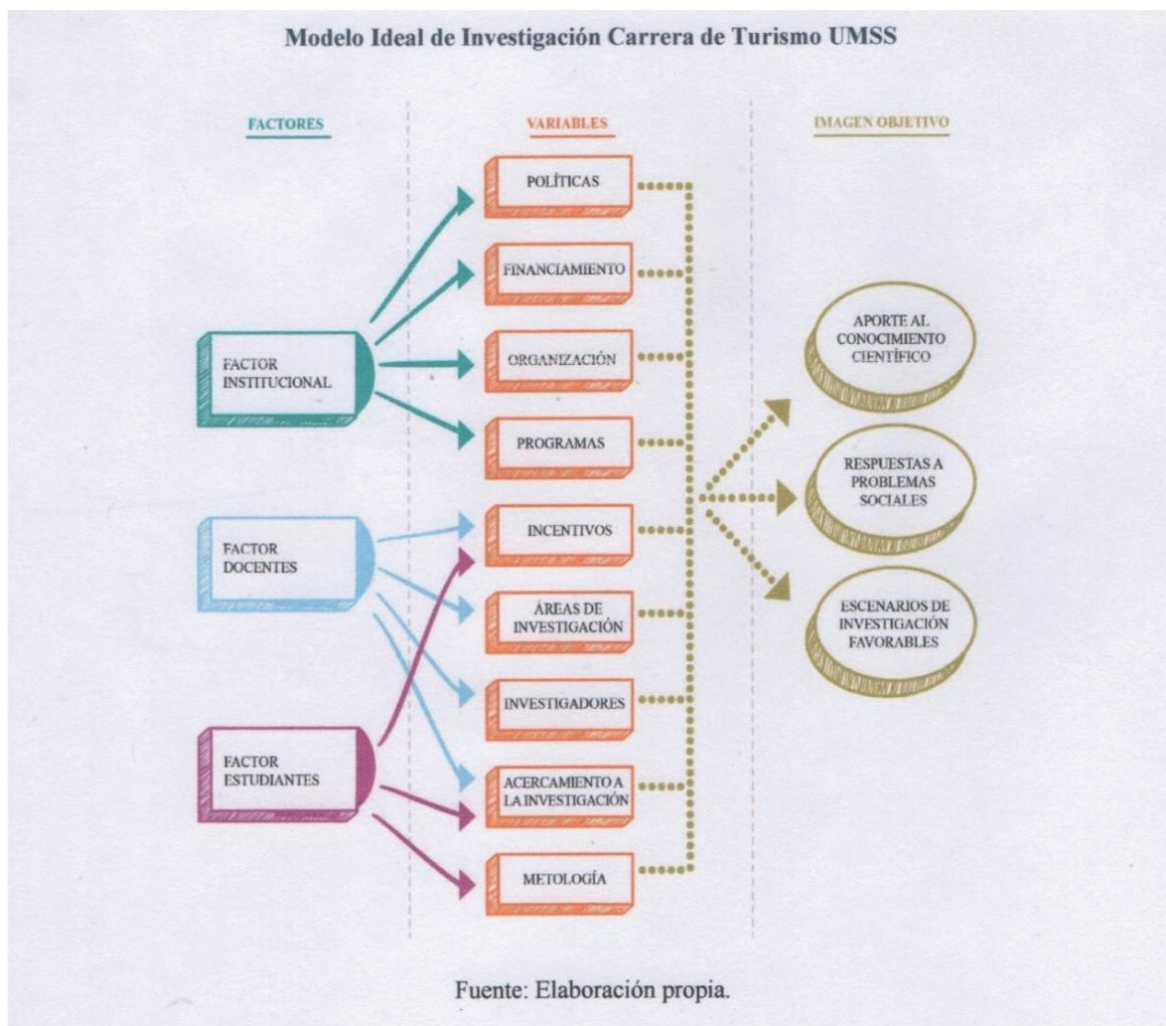 Modelo Ideal de Investigación Carrera de Turismo UMSS
FACTORES
VARIABLES
IMAGEN OBJETIVO
FACTOR
INSTITUCIONAL
FACTOR
DOCENTES
FACTOR
ESTUDIANTES
POLÍTICAS
FINANCIAMIENTO
ORGANIZACIÓN
PROGRAMAS
INCENTIVOS
ÁREAS DE
INVESTIGACIÓN
INVESTIGADORES
ACERCAMIENTO A
LA INVESTIGACIÓN
METOLOGÍA
APORTE AL
CONOCIMIENTO
CIENTÍFICO
RESPUESTAS A
PROBLEMAS
SOCIALES
ESCENARIOS DE
INVESTIGACIÓN
FAVORABLES
Fuente: Elaboración propia.